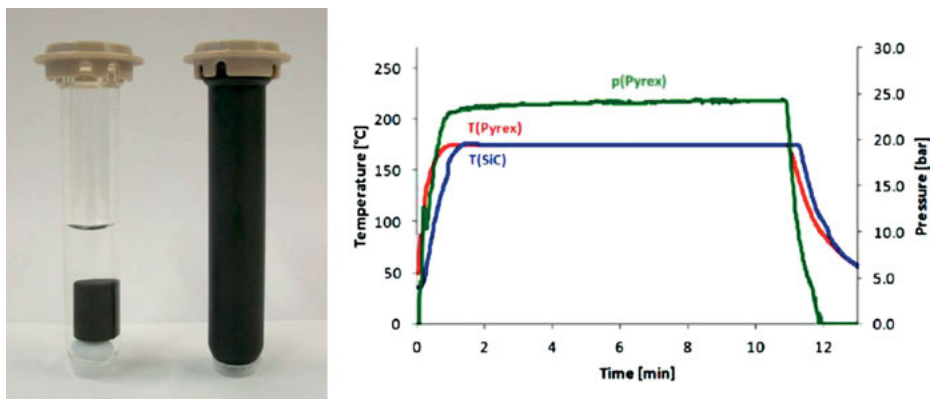 250
200
150
100
50
0
Temperature [°C]
p(Pyrex)
T(Pyrex)
T(SiC)
30.0
25.0
20.0
15.0
10.0
5.0
0.0
Pressure [bar]
0 2 4 6 8 10 12
Time [min]